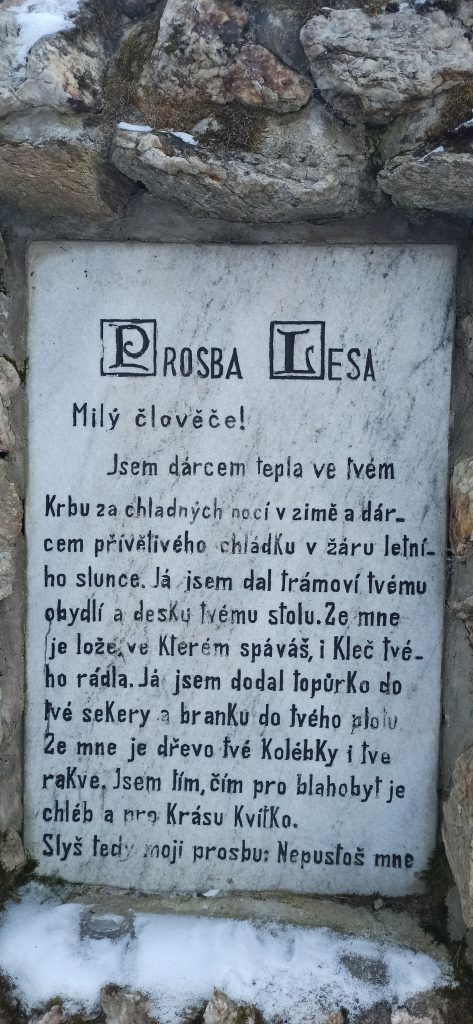 PROSBA LESA
Milý člověče!
Jsem dárcem tepla ve tvém
krbu za chladných nocí v zimě a dár-
cem přívětivého chládku v žáru letní-
ho slunce. Já jsem dal trámoví tvému
obydlí a desku tvému stolu. Ze mne
je lože, ve kterém spáváš, i kleč tvé-
ho rádla. Já jsem dodal topůrko do
tvé sekery a branku do tvého plotu
Ze mne je dřevo tvé kolébky i tve
rakve. Jsem tím, čím pro blahobyt je
chléb a pro krásu kvítko.
Slyš tedy moji prosbu: Nepustoš mne